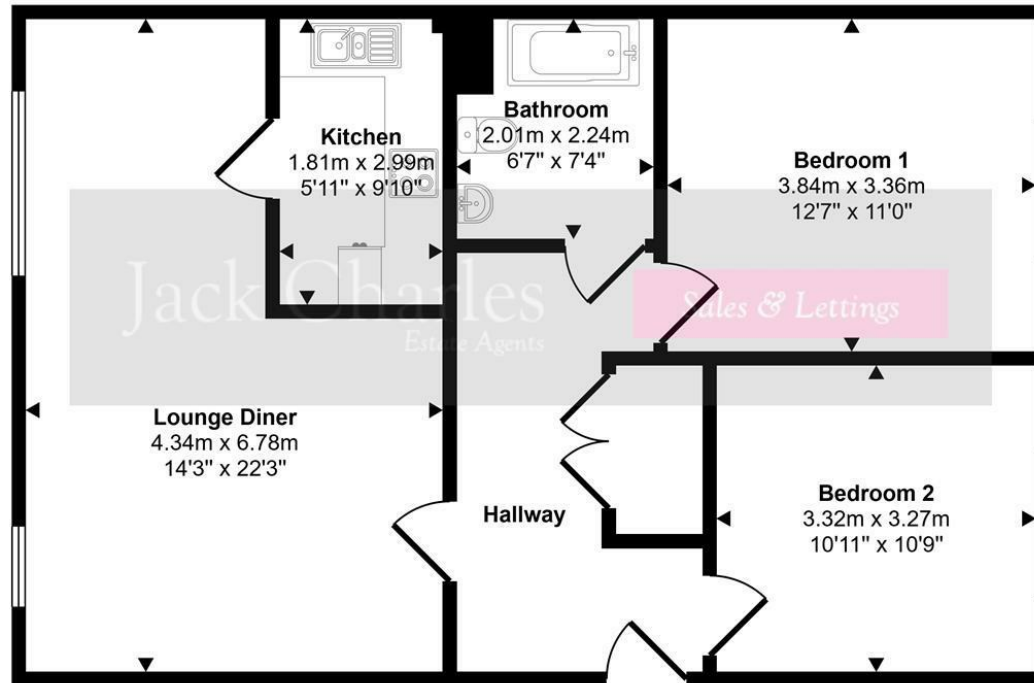 Kitchen
1.81m x 2.99m
5'11" x 9'10"
Bathroom
2.01m x 2.24m
6'7" x 7'4"
Bedroom 1
3.84m x 3.36m
12'7" x 11'0"
Jack Charles
Estate Agents
Sales & Lettings
Lounge Diner
4.34m x 6.78m
14'3" x 22'3"
Hallway
Bedroom 2
3.32m x 3.27m
10'11" x 10'9"